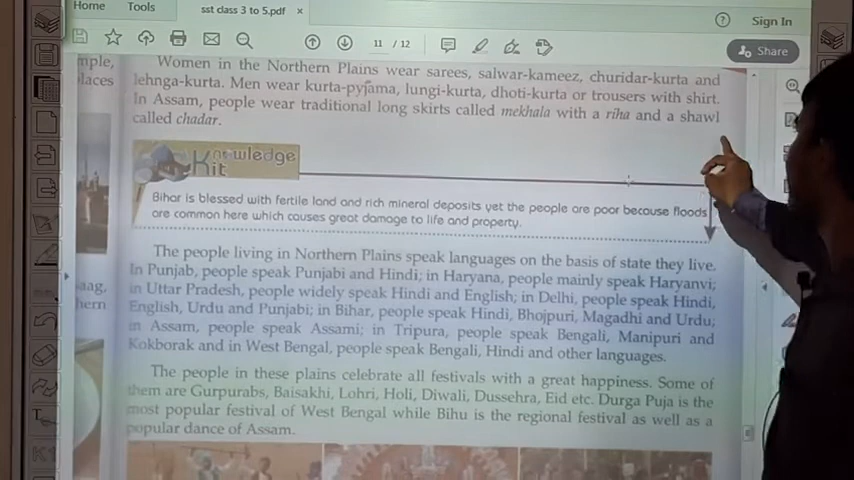 Home Tools sst class 3 to 5.pdf × ? Sign In
11 / 12 Share
mple,
laces
Women in the Northern Plains wear sarees, salwar-kameez, churidar-kurta and
lehnga-kurta. Men wear kurta-pyjama, lungi-kurta, dhoti-kurta or trousers with shirt.
In Assam, people wear traditional long skirts called mekhala with a riha and a shawl
called chadar.
Knowledge
Kit
Bihar is blessed with fertile land and rich mineral deposits yet the people are poor because floods
are common here which causes great damage to life and property.
The people living in Northern Plains speak languages on the basis of state they live.
In Punjab, people speak Punjabi and Hindi; in Haryana, people mainly speak Haryanvi;
in Uttar Pradesh, people widely speak Hindi and English; in Delhi, people speak Hindi,
English, Urdu and Punjabi; in Bihar, people speak Hindi, Bhojpuri, Magadhi and Urdu;
in Assam, people speak Assami; in Tripura, people speak Bengali, Manipuri and
Kokborak and in West Bengal, people speak Bengali, Hindi and other languages.
aag,
hern
The people in these plains celebrate all festivals with a great happiness. Some of
them are Gurpurabs, Baisakhi, Lohri, Holi, Diwali, Dussehra, Eid etc. Durga Puja is the
most popular festival of West Bengal while Bihu is the regional festival as well as a
popular dance of Assam.